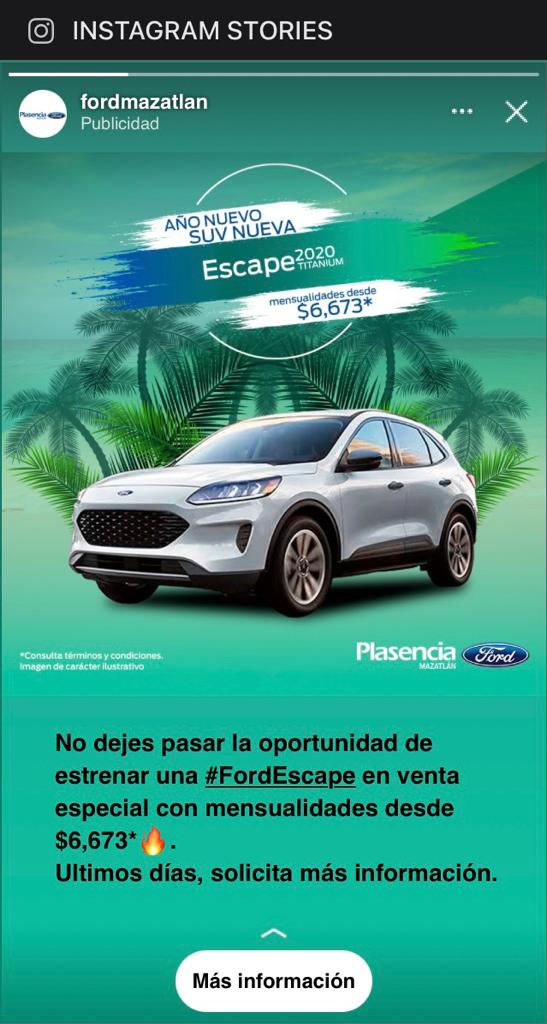 INSTAGRAM STORIES
fordmazatlan
Publicidad
Plasencia Ford
AÑO NUEVO
SUV NUEVA
Escape 2020
TITANIUM
mensualidades desde
$6,673*
*Consulta términos y condiciones.
Imagen de carácter ilustrativo
Plasencia Ford
MAZATLÁN
No dejes pasar la oportunidad de
estrenar una #FordEscape en venta
especial con mensualidades desde
$6,673*🔥.
Ultimos días, solicita más información.
Más información